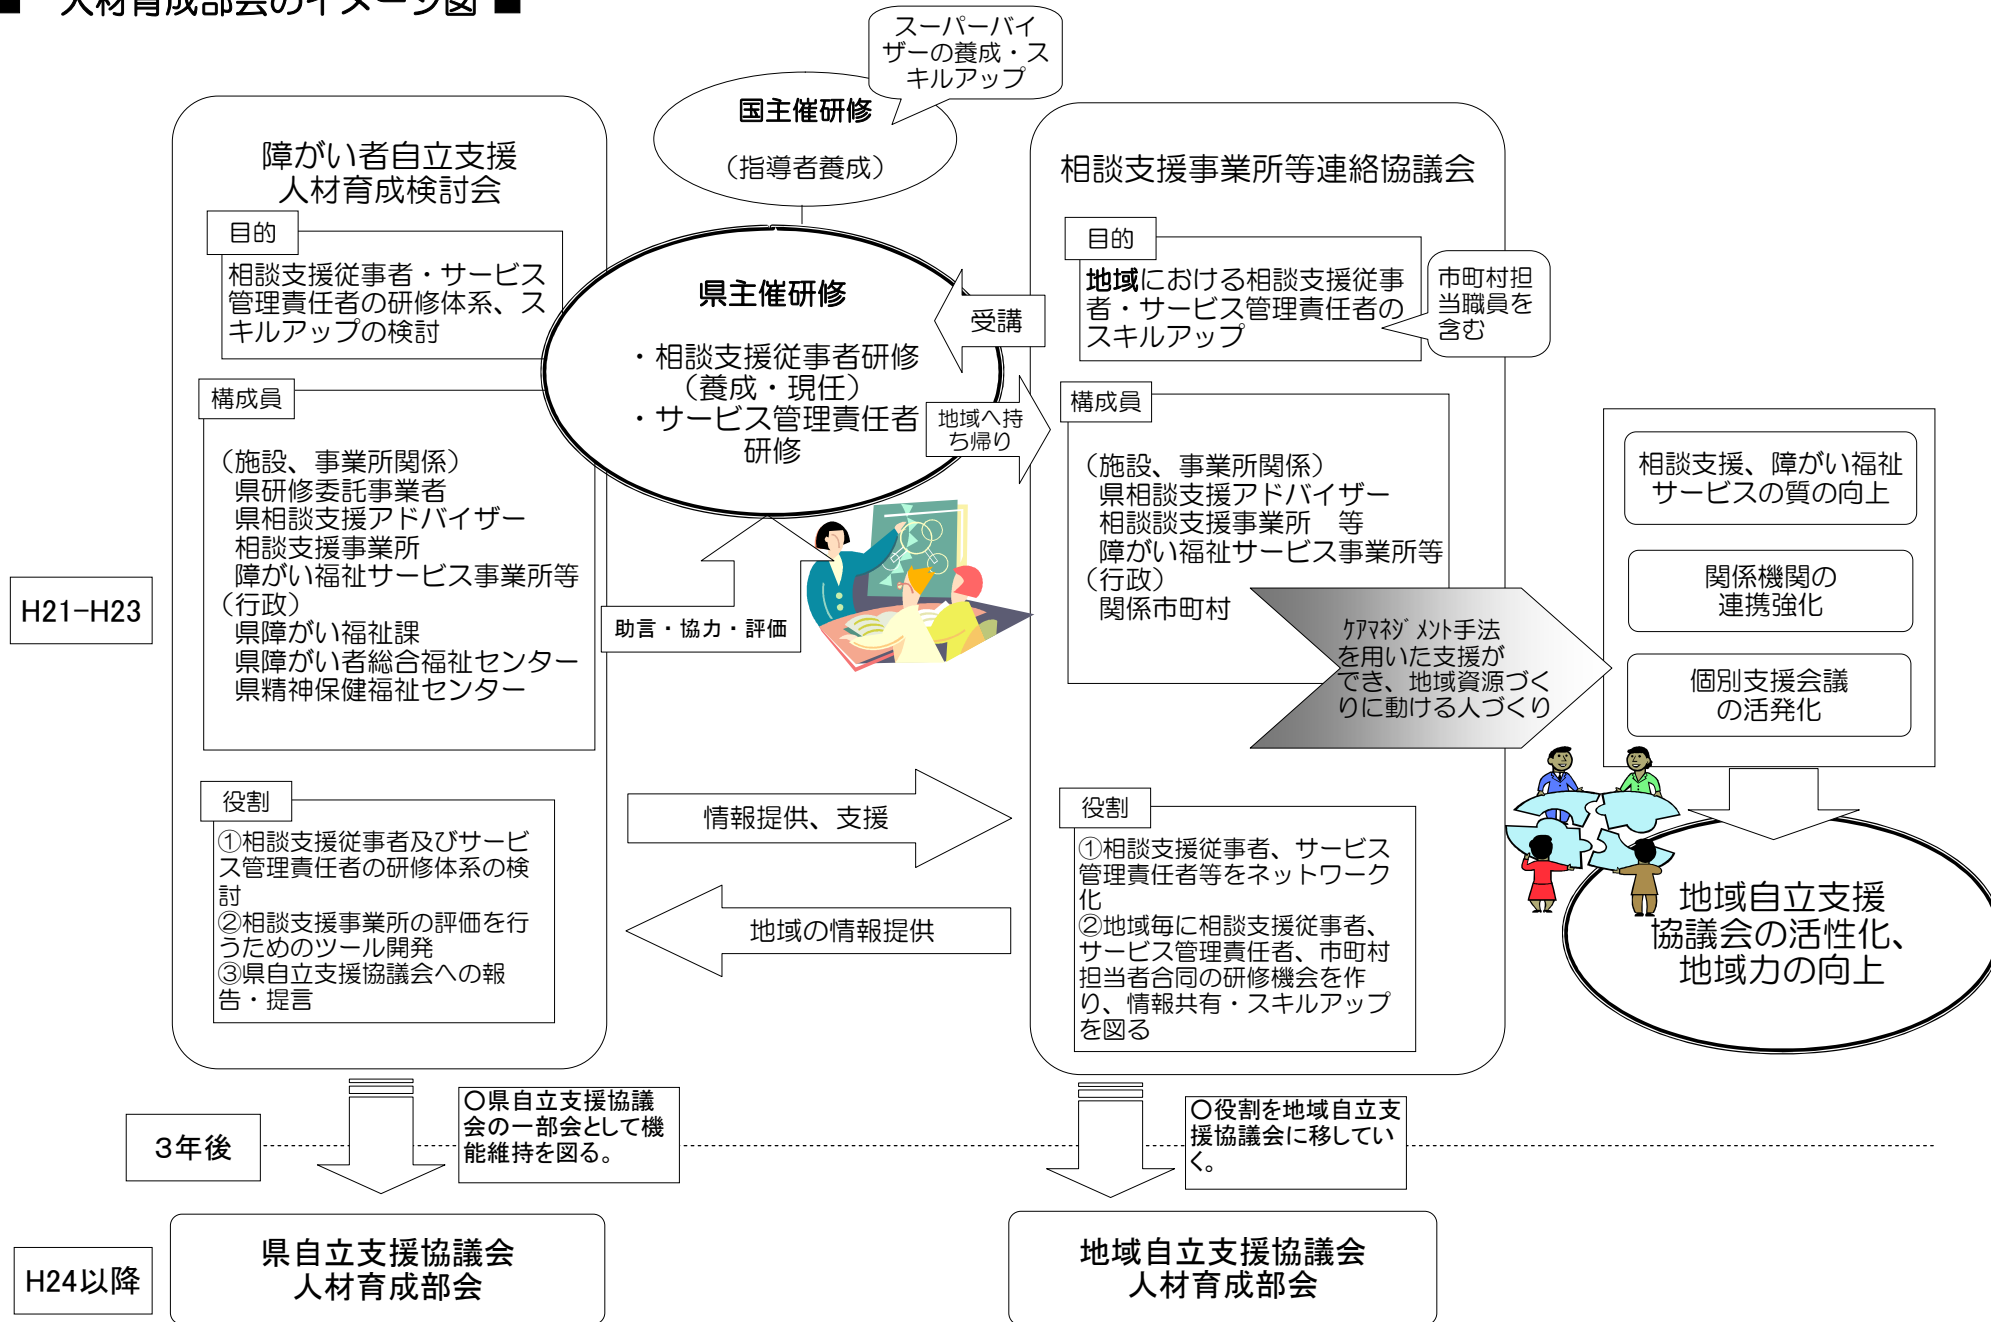 ■ 人材育成部会のイメージ図 ■
スーパーバイ
ザーの養成・ス
キルアップ
国主催研修
（指導者養成）
障がい者自立支援
人材育成検討会
目的
相談支援従事者・サービス
管理責任者の研修体系、ス
キルアップの検討
構成員
（施設、事業所関係）
県研修委託事業者
県相談支援アドバイザー
相談支援事業所
障がい福祉サービス事業所等
（行政）
県障がい福祉課
県障がい者総合福祉センター
県精神保健福祉センター
役割
①相談支援従事者及びサービ
ス管理責任者の研修体系の検
討
②相談支援事業所の評価を行
うためのツール開発
③県自立支援協議会への報
告・提言
県主催研修
・相談支援従事者研修
（養成・現任）
・サービス管理責任者
研修
受講
地域へ持
ち帰り
助言・協力・評価
情報提供、支援
地域の情報提供
相談支援事業所等連絡協議会
目的
地域における相談支援従事
者・サービス管理責任者の
スキルアップ
市町村担
当職員を
含む
構成員
（施設、事業所関係）
県相談支援アドバイザー
相談談支援事業所　等
障がい福祉サービス事業所等
（行政）
関係市町村
ｹｱﾏﾈｼﾞﾒﾝﾄ手法
を用いた支援が
でき、地域資源づく
りに動ける人づくり
役割
①相談支援従事者、サービス
管理責任者等をネットワーク
化
②地域毎に相談支援従事者、
サービス管理責任者、市町村
担当者合同の研修機会を作
り、情報共有・スキルアップ
を図る
相談支援、障がい福祉
サービスの質の向上
関係機関の
連携強化
個別支援会議
の活発化
地域自立支援
協議会の活性化、
地域力の向上
H21-H23
3年後
〇県自立支援協議
会の一部会として機
能維持を図る。
〇役割を地域自立支
援協議会に移してい
く。
H24以降
県自立支援協議会
人材育成部会
地域自立支援協議会
人材育成部会